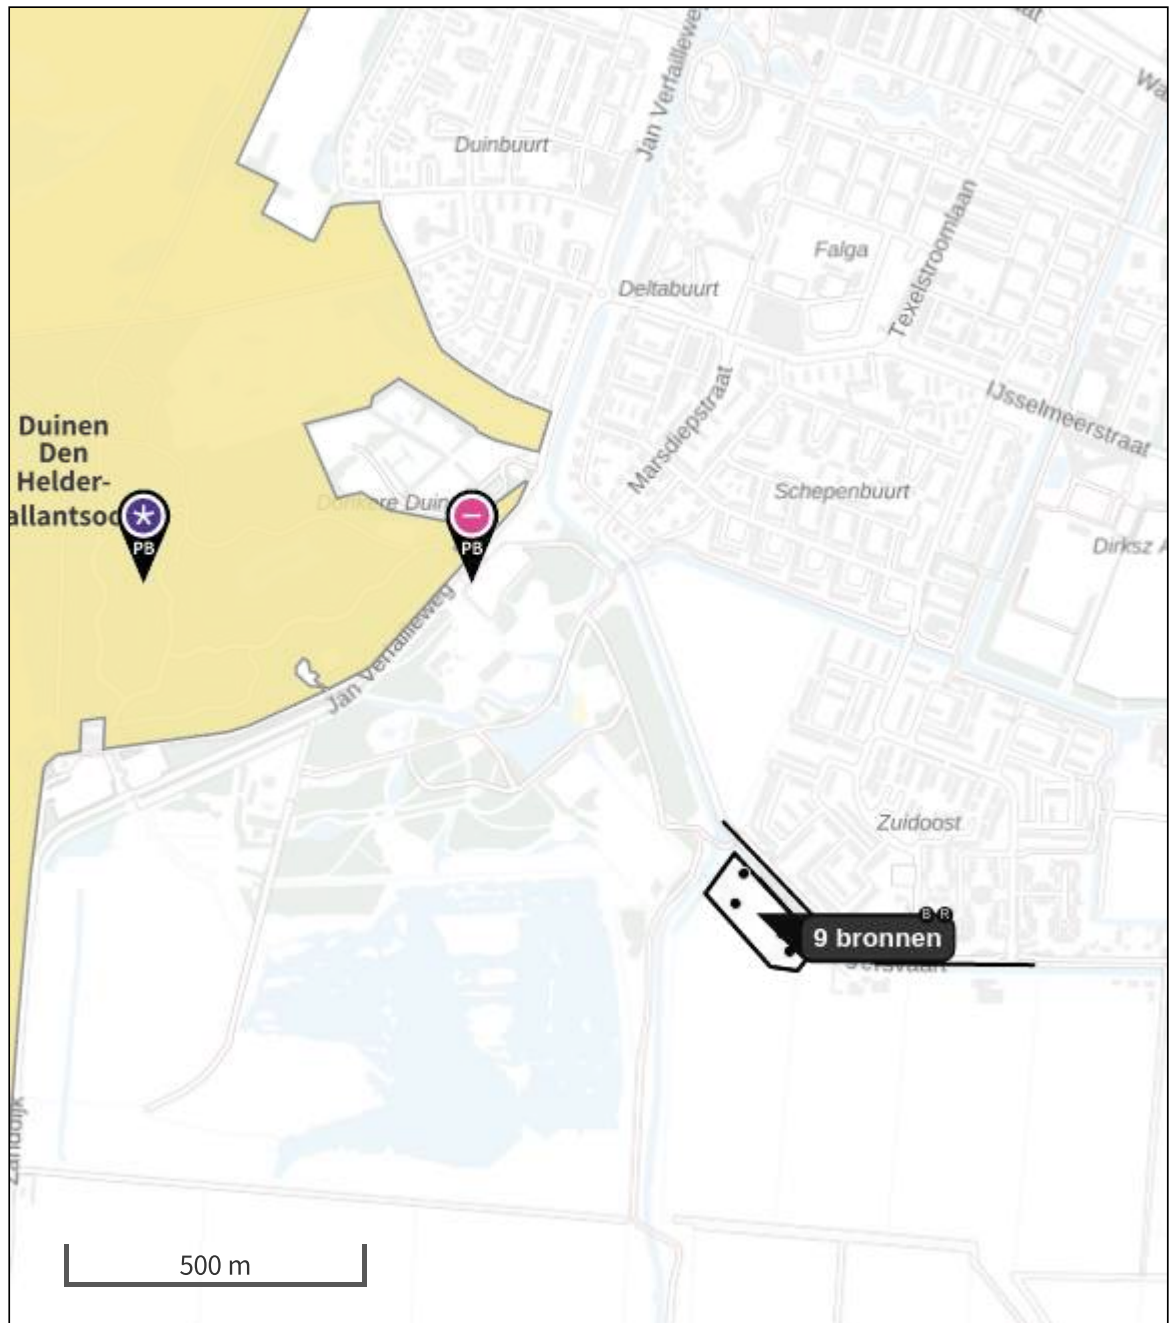 Jan Verfailleweg
Duinbuurt
Falga
Texelstroomlaan
Deltabuurt
Marsdiepstraat
IJsselmeerstraat
Duinen
Den
Helder-
allantsoo
Schepenbuurt
Dirksz A
PB
PB
Jan Verfailleweg
Zuidoost
B R
9 bronnen
Zanddijk
500 m